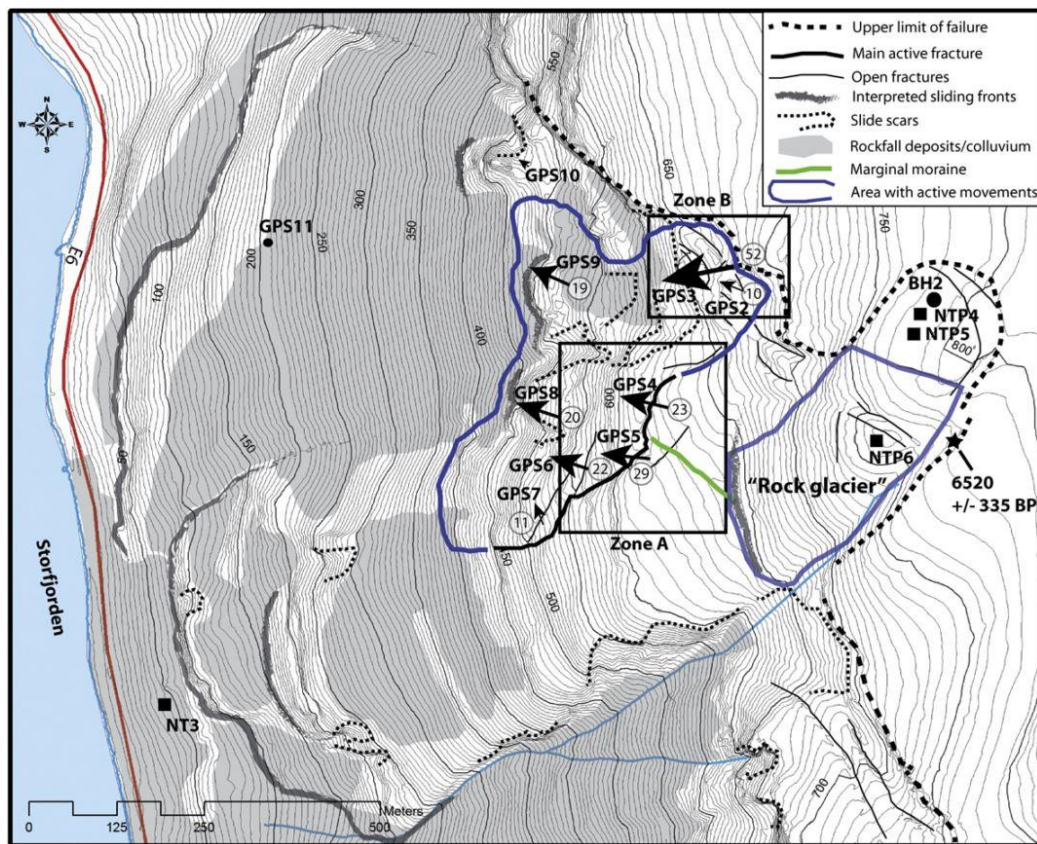 Upper limit of failure
Main active fracture
Open fractures
Interpreted sliding fronts
Slide scars
Rockfall deposits/colluvium
Marginal moraine
Area with active movements
N
W E
S
550
650
750
300
350
250
200
100
400
150
50
600
500
700
800
E6
GPS11
GPS10
Zone B
GPS9
19
52
GPS3
10
GPS2
BH2
NTP4
NTP5
GPS4
23
GPS8
20
GPS5
GPS6
22
29
GPS7
11
Zone A
NTP6
"Rock glacier"
6520
+/- 335 BP
Storfjorden
NT3
Meters
0 125 250 500